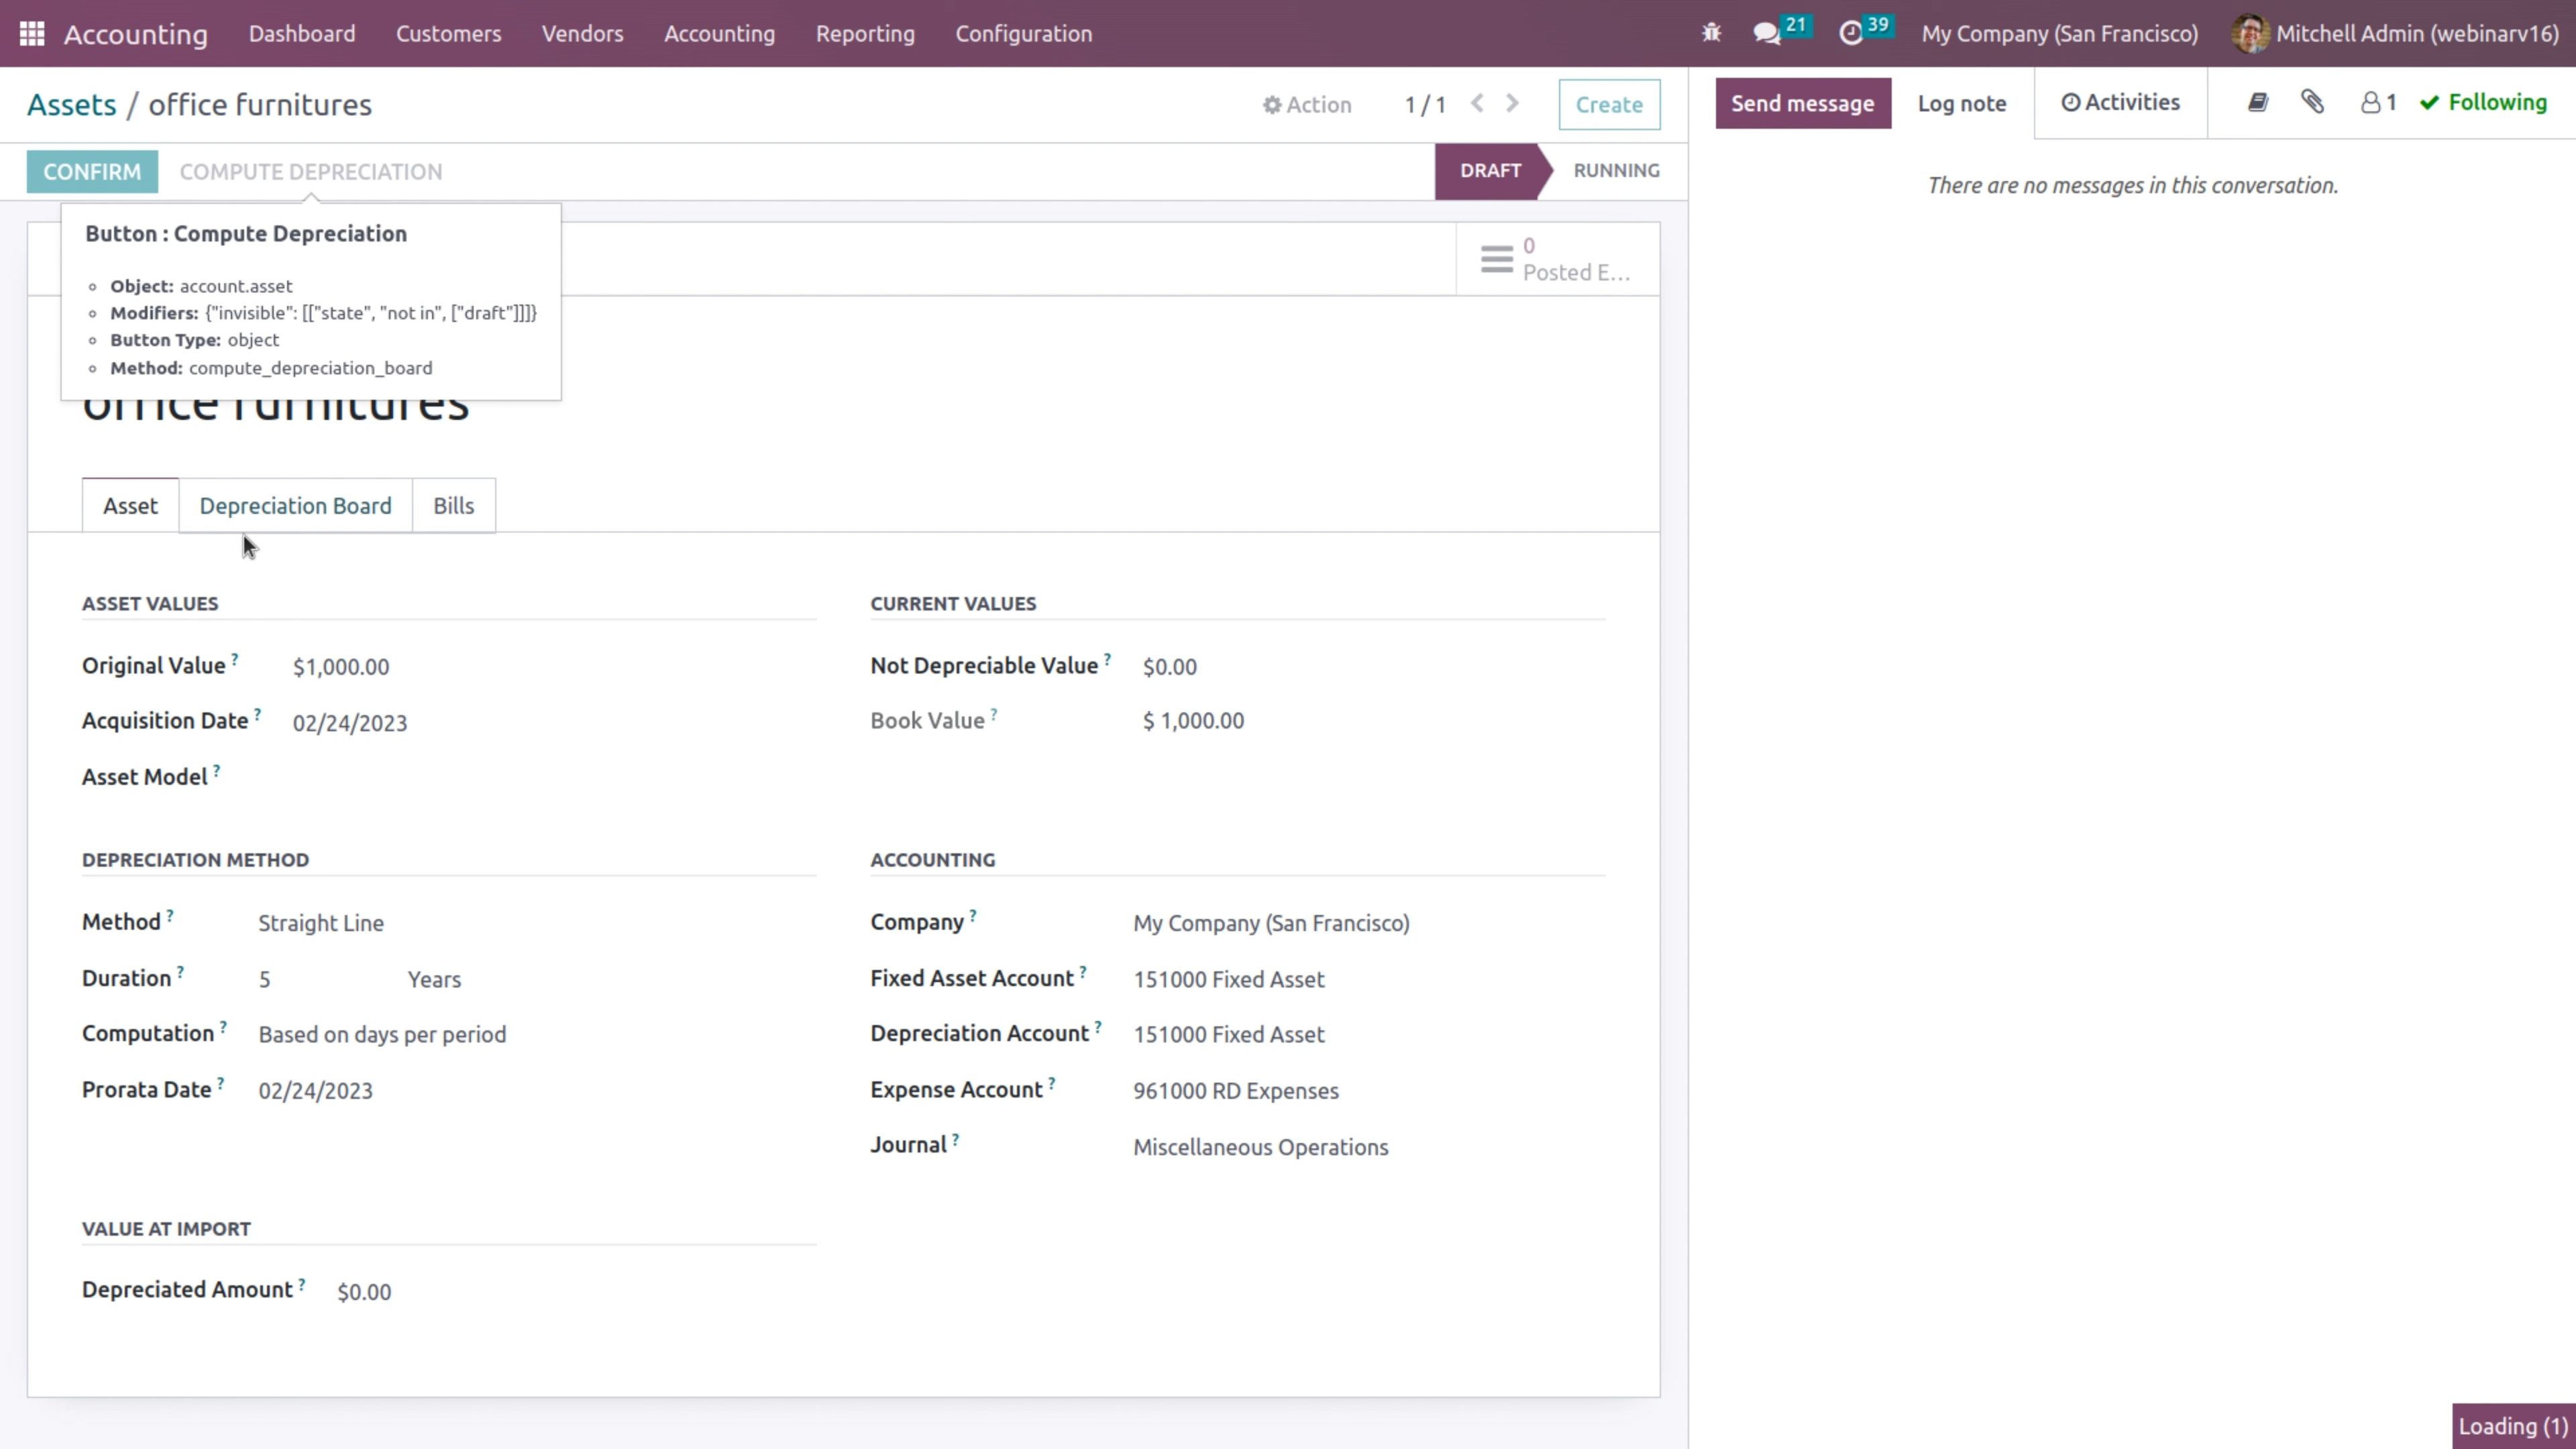 Accounting Dashboard Customers Vendors Accounting Reporting Configuration 21 39 My Company (San Francisco) Mitchell Admin (webinarv16)
Assets / office furnitures Action 1 / 1 Create
Send message Log note Activities 1 Following
CONFIRM COMPUTE DEPRECIATION DRAFT RUNNING
There are no messages in this conversation.
Button : Compute Depreciation
Object: account.asset
Modifiers: {"invisible": [["state", "not in", ["draft"]]]}
Button Type: object
Method: compute_depreciation_board
0
Posted E...
office furnitures
Asset Depreciation Board Bills
ASSET VALUES
Original Value ? $1,000.00
Acquisition Date ? 02/24/2023
Asset Model ?
CURRENT VALUES
Not Depreciable Value ? $0.00
Book Value ? $ 1,000.00
DEPRECIATION METHOD
Method ? Straight Line
Duration ? 5 Years
Computation ? Based on days per period
Prorata Date ? 02/24/2023
ACCOUNTING
Company ? My Company (San Francisco)
Fixed Asset Account ? 151000 Fixed Asset
Depreciation Account ? 151000 Fixed Asset
Expense Account ? 961000 RD Expenses
Journal ? Miscellaneous Operations
VALUE AT IMPORT
Depreciated Amount ? $0.00
Loading (1)